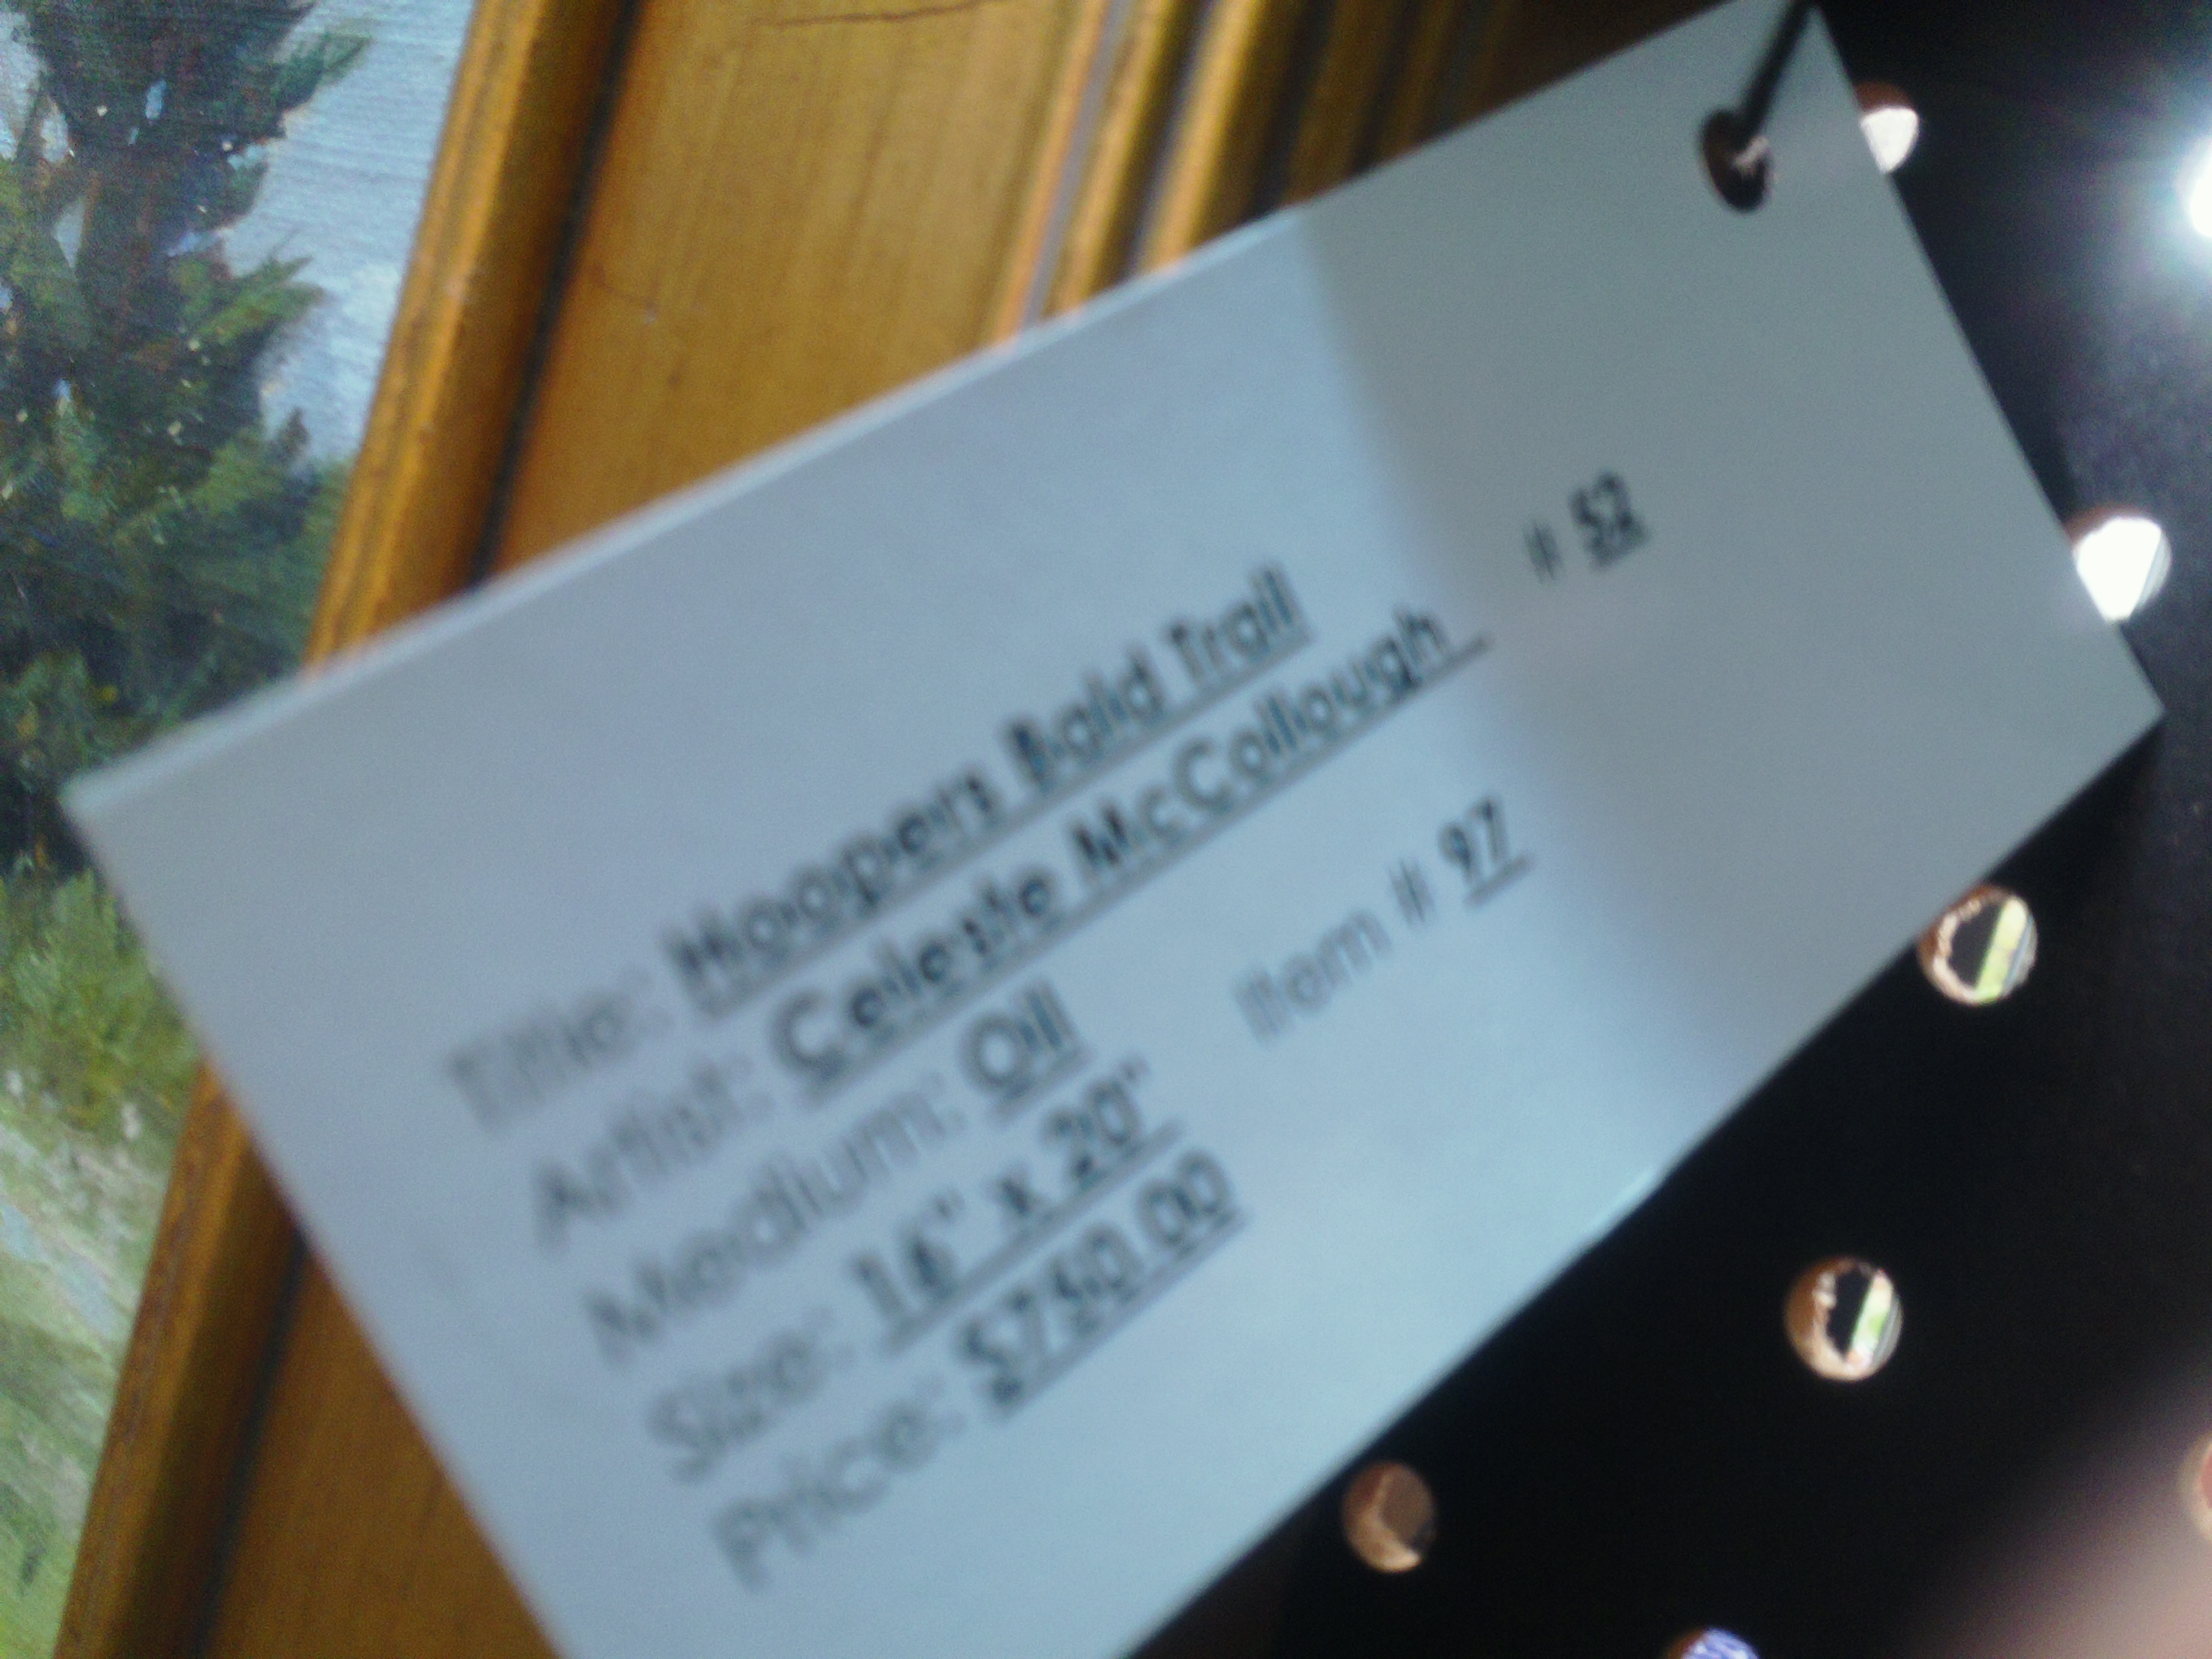 # 52
Title: Hoopers Bald Trail
Artist: Celeste McCollough
Medium: Oil Item # 97
Size: 16" x 20"
Price: $750.00